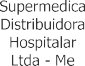 Supermedica
Distribuidora
Hospitalar
Ltda - Me